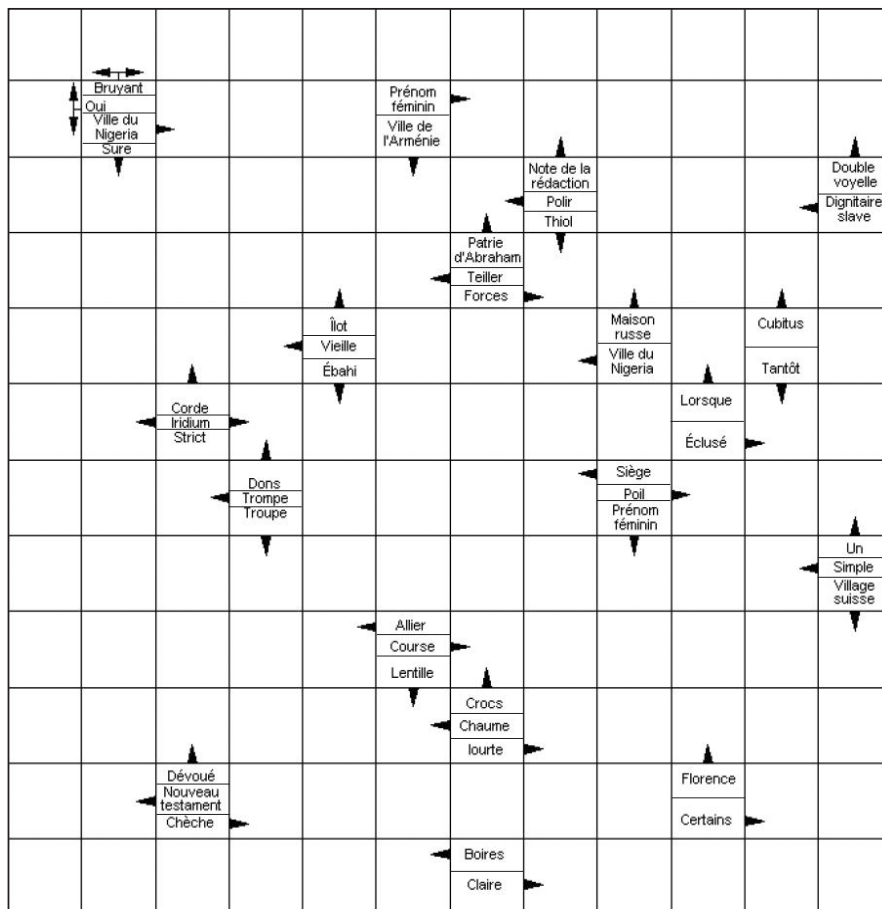 Bruyant
Oui
Ville du
Nigeria
Sure
Prénom
féminin
Ville de
l'Arménie
Note de la
rédaction
Polir
Thiol
Double
voyelle
Dignitaire
slave
Patrie
d'Abraham
Teiller
Forces
Îlot
Vieille
Ébahi
Maison
russe
Ville du
Nigeria
Cubitus
Tantôt
Corde
Iridium
Strict
Lorsque
Éclusé
Dons
Trompe
Troupe
Siège
Poil
Prénom
féminin
Un
Simple
Village
suisse
Allier
Course
Lentille
Crocs
Chaume
Iourte
Dévoué
Nouveau
testament
Chèche
Florence
Certains
Boires
Claire